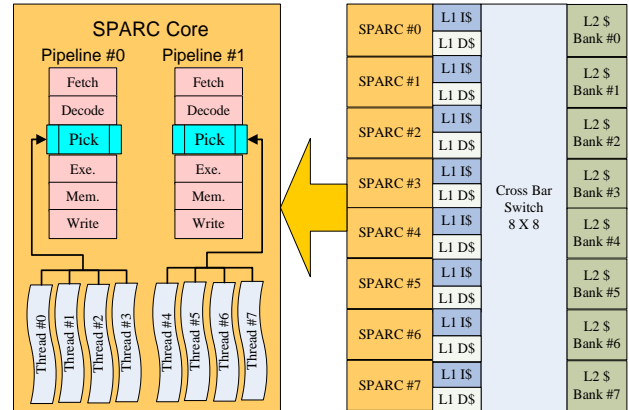 SPARC Core
Pipeline #0
Pipeline #1
Fetch
Decode
Pick
Exe.
Mem.
Write
Fetch
Decode
Pick
Exe.
Mem.
Write
Thread #0
Thread #1
Thread #2
Thread #3
Thread #4
Thread #5
Thread #6
Thread #7
SPARC #0
L1 I$
L1 D$
SPARC #1
L1 I$
L1 D$
SPARC #2
L1 I$
L1 D$
SPARC #3
L1 I$
L1 D$
SPARC #4
L1 I$
L1 D$
SPARC #5
L1 I$
L1 D$
SPARC #6
L1 I$
L1 D$
SPARC #7
L1 I$
L1 D$
Cross Bar
Switch
8 X 8
L2 $
Bank #0
L2 $
Bank #1
L2 $
Bank #2
L2 $
Bank #3
L2 $
Bank #4
L2 $
Bank #5
L2 $
Bank #6
L2 $
Bank #7